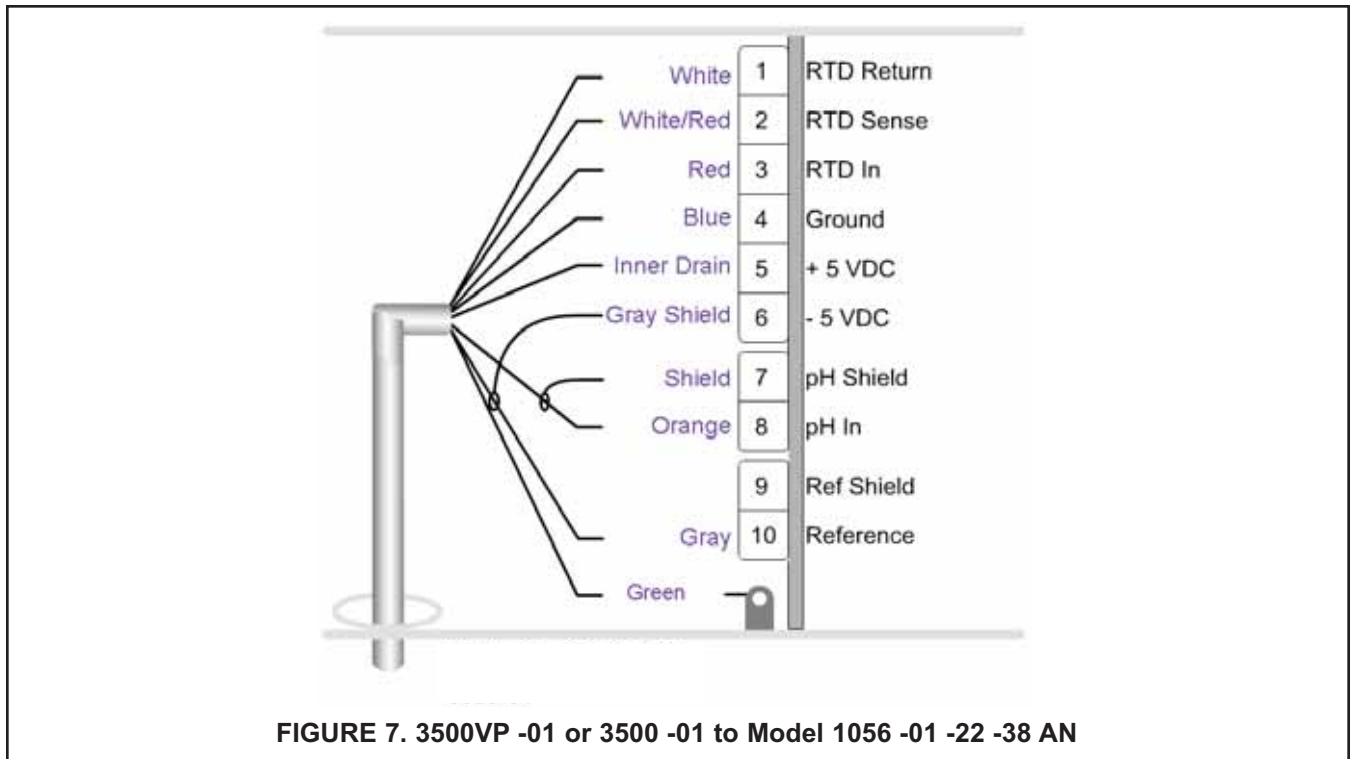 White 1 RTD Return
White/Red 2 RTD Sense
Red 3 RTD In
Blue 4 Ground
Inner Drain 5 + 5 VDC
Gray Shield 6 - 5 VDC
Shield 7 pH Shield
Orange 8 pH In
9 Ref Shield
Gray 10 Reference
Green
FIGURE 7. 3500VP -01 or 3500 -01 to Model 1056 -01 -22 -38 AN